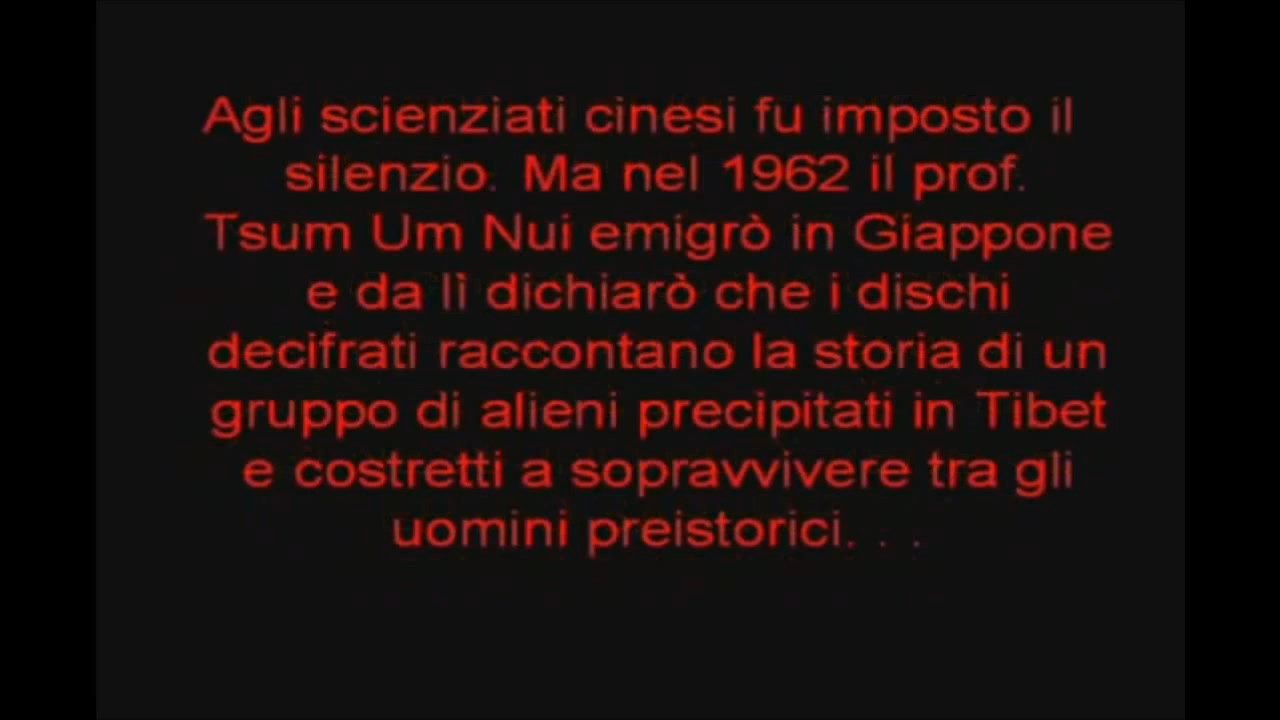 Agli scienziati cinesi fu imposto il
silenzio. Ma nel 1962 il prof.
Tsum Um Nui emigrò in Giappone
e da lì dichiarò che i dischi
decifrati raccontano la storia di un
gruppo di alieni precipitati in Tibet
e costretti a sopravvivere tra gli
uomini preistorici. . .